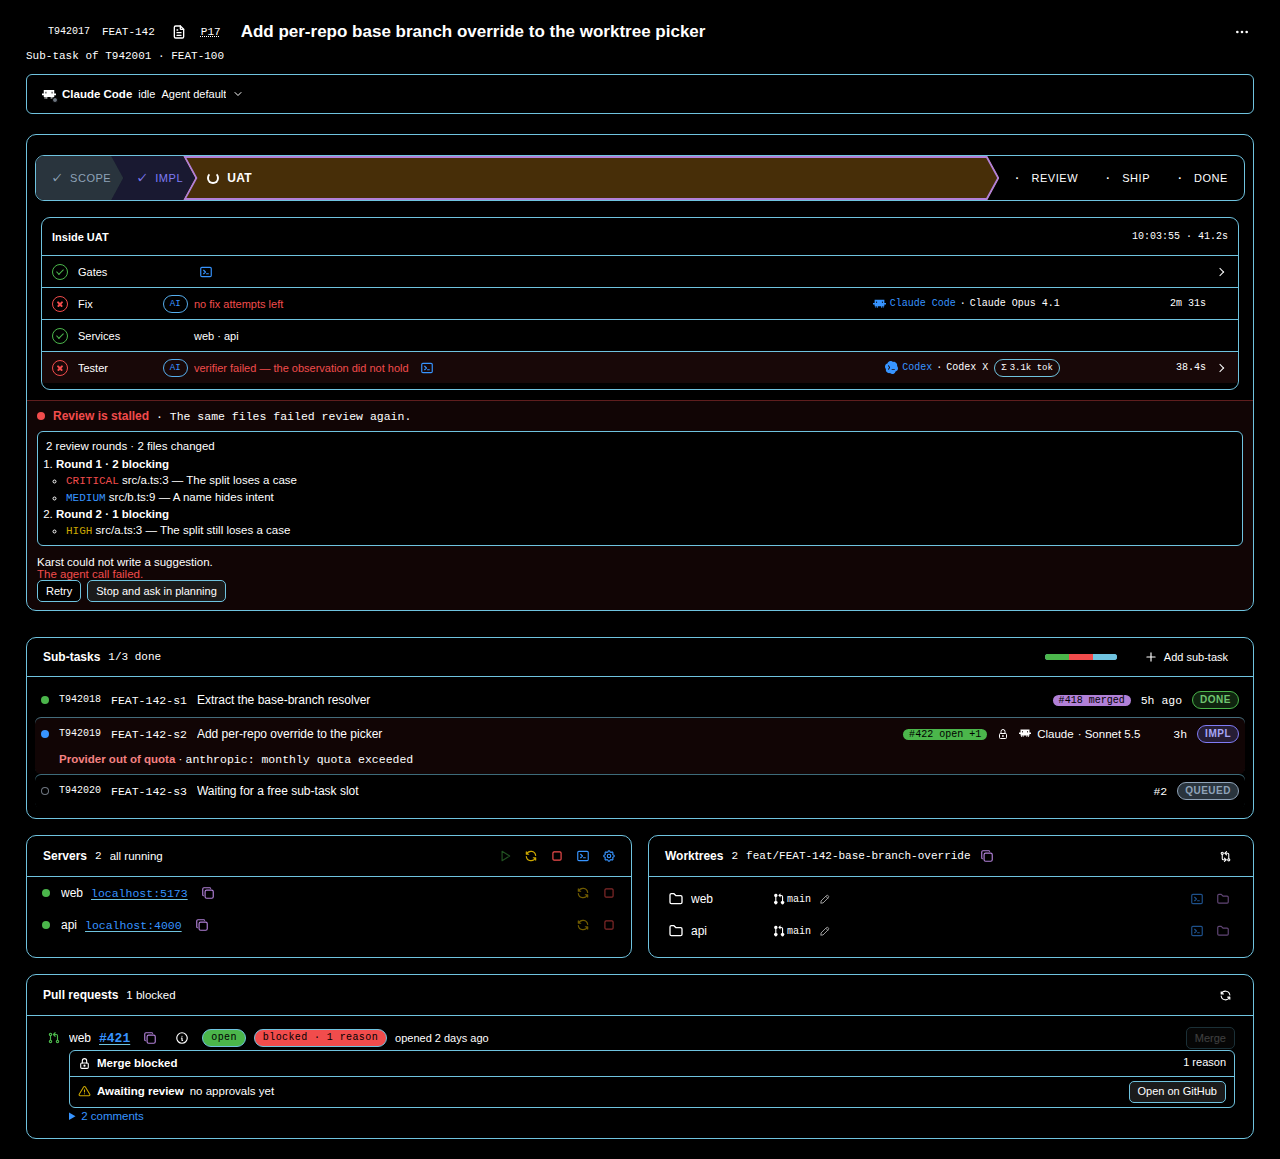 T942017 FEAT-142 P17 Add per-repo base branch override to the worktree picker
Sub-task of T942001 · FEAT-100
Claude Code idle Agent default
SCOPE IMPL UAT · REVIEW · SHIP · DONE
Inside UAT 10:03:55 · 41.2s
Gates
Fix AI no fix attempts left Claude Code · Claude Opus 4.1 2m 31s
Services web · api
Tester AI verifier failed — the observation did not hold Codex · Codex X Σ 3.1k tok 38.4s
Review is stalled · The same files failed review again.
2 review rounds · 2 files changed
1. Round 1 · 2 blocking
CRITICAL src/a.ts:3 — The split loses a case
MEDIUM src/b.ts:9 — A name hides intent
2. Round 2 · 1 blocking
HIGH src/a.ts:3 — The split still loses a case
Karst could not write a suggestion.
The agent call failed.
Retry Stop and ask in planning
Sub-tasks 1/3 done Add sub-task
T942018 FEAT-142-s1 Extract the base-branch resolver #418 merged 5h ago DONE
T942019 FEAT-142-s2 Add per-repo override to the picker #422 open +1 Claude · Sonnet 5.5 3h IMPL
Provider out of quota · anthropic: monthly quota exceeded
T942020 FEAT-142-s3 Waiting for a free sub-task slot #2 QUEUED
Servers 2 all running
web localhost:5173
api localhost:4000
Worktrees 2 feat/FEAT-142-base-branch-override
web main
api main
Pull requests 1 blocked
web #421 open blocked · 1 reason opened 2 days ago Merge
Merge blocked 1 reason
Awaiting review no approvals yet Open on GitHub
2 comments